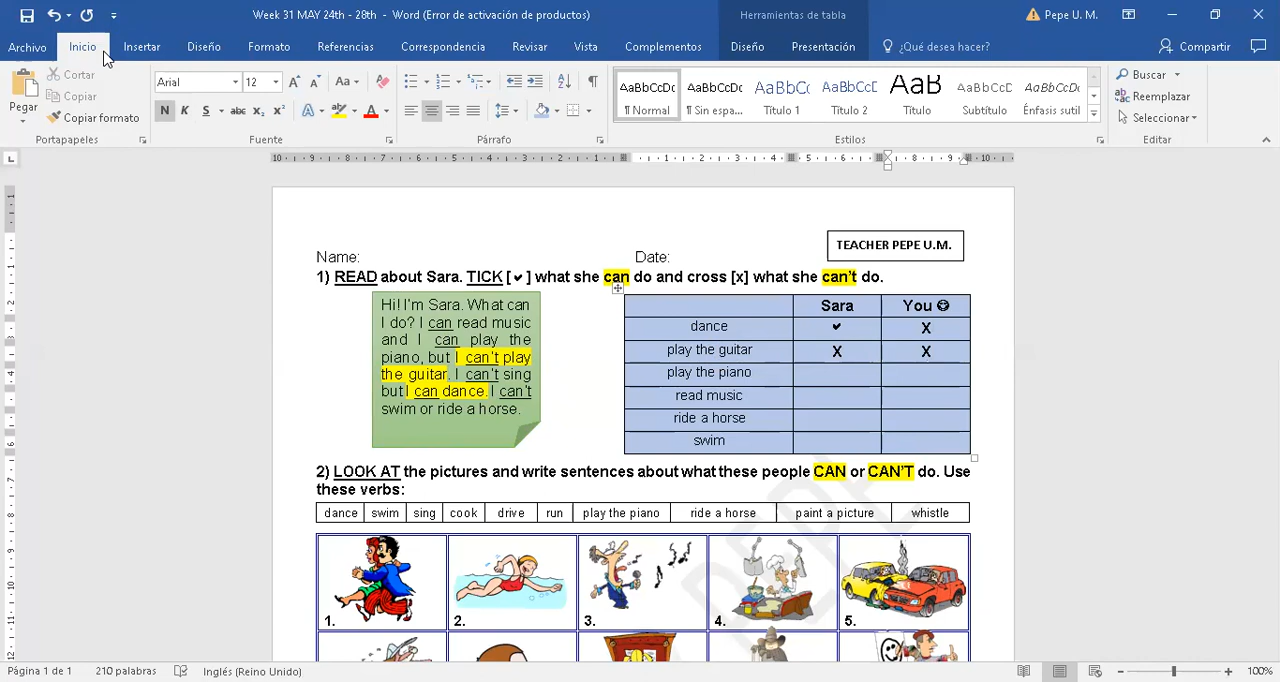 Week 31 MAY 24th - 28th - Word (Error de activación de productos)
Herramientas de tabla
Pepe U. M.
Archivo Inicio Insertar Diseño Formato Referencias Correspondencia Revisar Vista Complementos Diseño Presentación ¿Qué desea hacer? Compartir
Pegar
Cortar
Copiar
Copiar formato
Portapapeles
Arial 12
N K S abc x₂ x²
Aa
A
Fuente
Párrafo
AaBbCcDc ¶ Normal
AaBbCcDc ¶ Sin espa...
AaBbCc Título 1
AaBbCcC Título 2
AaB Título
AaBbCcD Subtítulo
AaBbCcDc Énfasis sutil
Estilos
Buscar
Reemplazar
Seleccionar
Editar
TEACHER PEPE U.M.
Name: Date:
1) READ about Sara. TICK [✔] what she can do and cross [x] what she can't do.
Hi! I'm Sara. What can
I do? I can read music
and I can play the
piano, but I can't play
the guitar. I can't sing
but I can dance. I can't
swim or ride a horse.
Sara You ☺
dance ✔ X
play the guitar X X
play the piano
read music
ride a horse
swim
2) LOOK AT the pictures and write sentences about what these people CAN or CAN'T do. Use
these verbs:
dance swim sing cook drive run play the piano ride a horse paint a picture whistle
1. 2. 3. 4. 5.
Página 1 de 1 210 palabras Inglés (Reino Unido) 100%